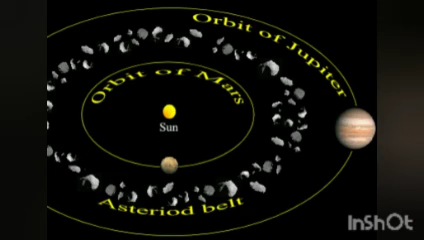 Orbit of Jupiter
Orbit of Mars
Sun
Asteriod belt
InShOt